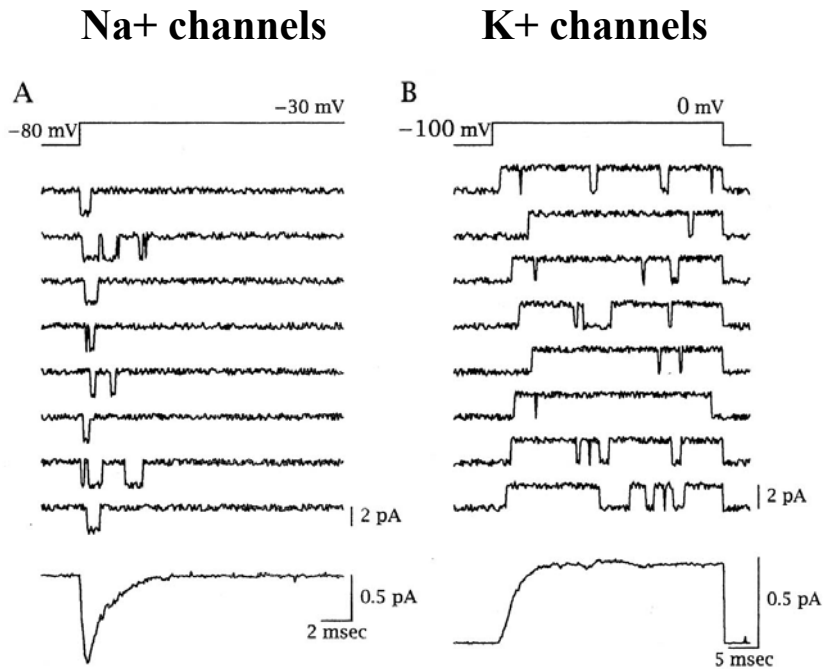 Na+ channels
K+ channels
A
−30 mV
−80 mV
B
0 mV
−100 mV
2 pA
2 pA
0.5 pA
2 msec
0.5 pA
5 msec